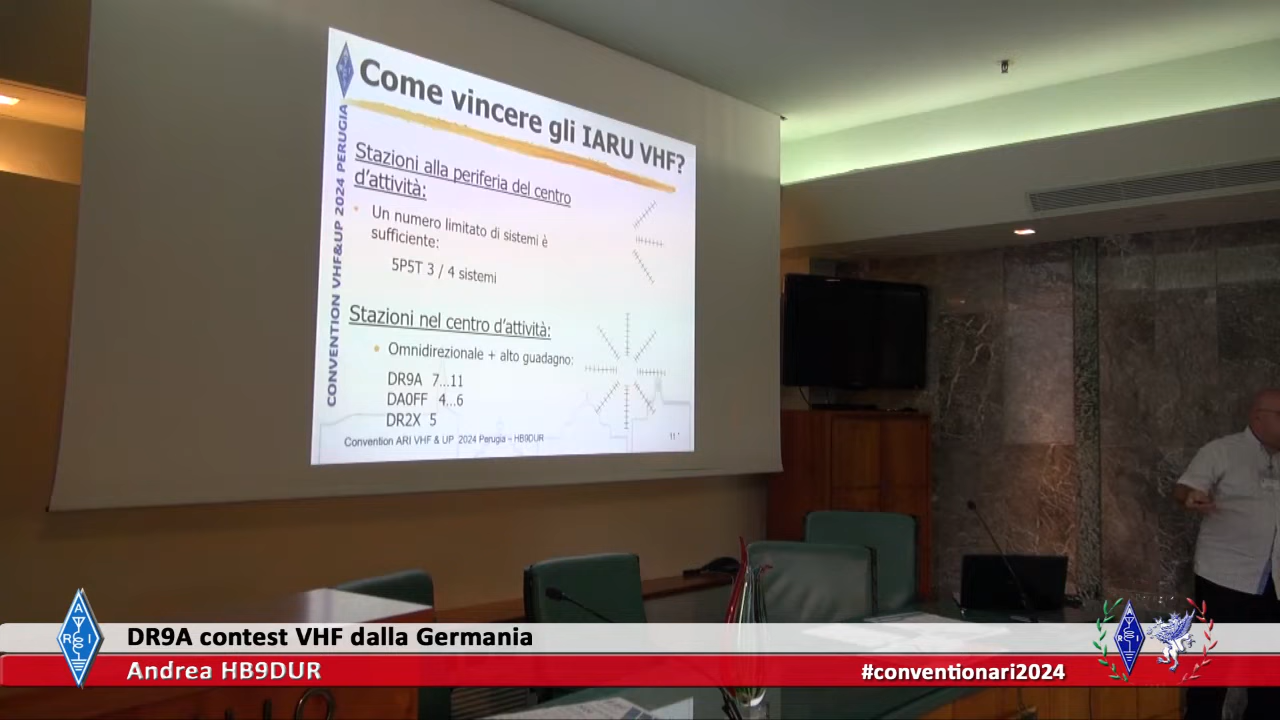 Come vincere gli IARU VHF?
CONVENTION VHF&UP 2024 PERUGIA
Stazioni alla periferia del centro
d'attività:
Un numero limitato di sistemi è
sufficiente:
5P5T 3 / 4 sistemi
Stazioni nel centro d'attività:
Omnidirezionale + alto guadagno:
DR9A 7...11
DA0FF 4...6
DR2X 5
Convention ARI VHF & UP 2024 Perugia – HB9DUR
11
A
R I
DR9A contest VHF dalla Germania
Andrea HB9DUR
#conventionari2024